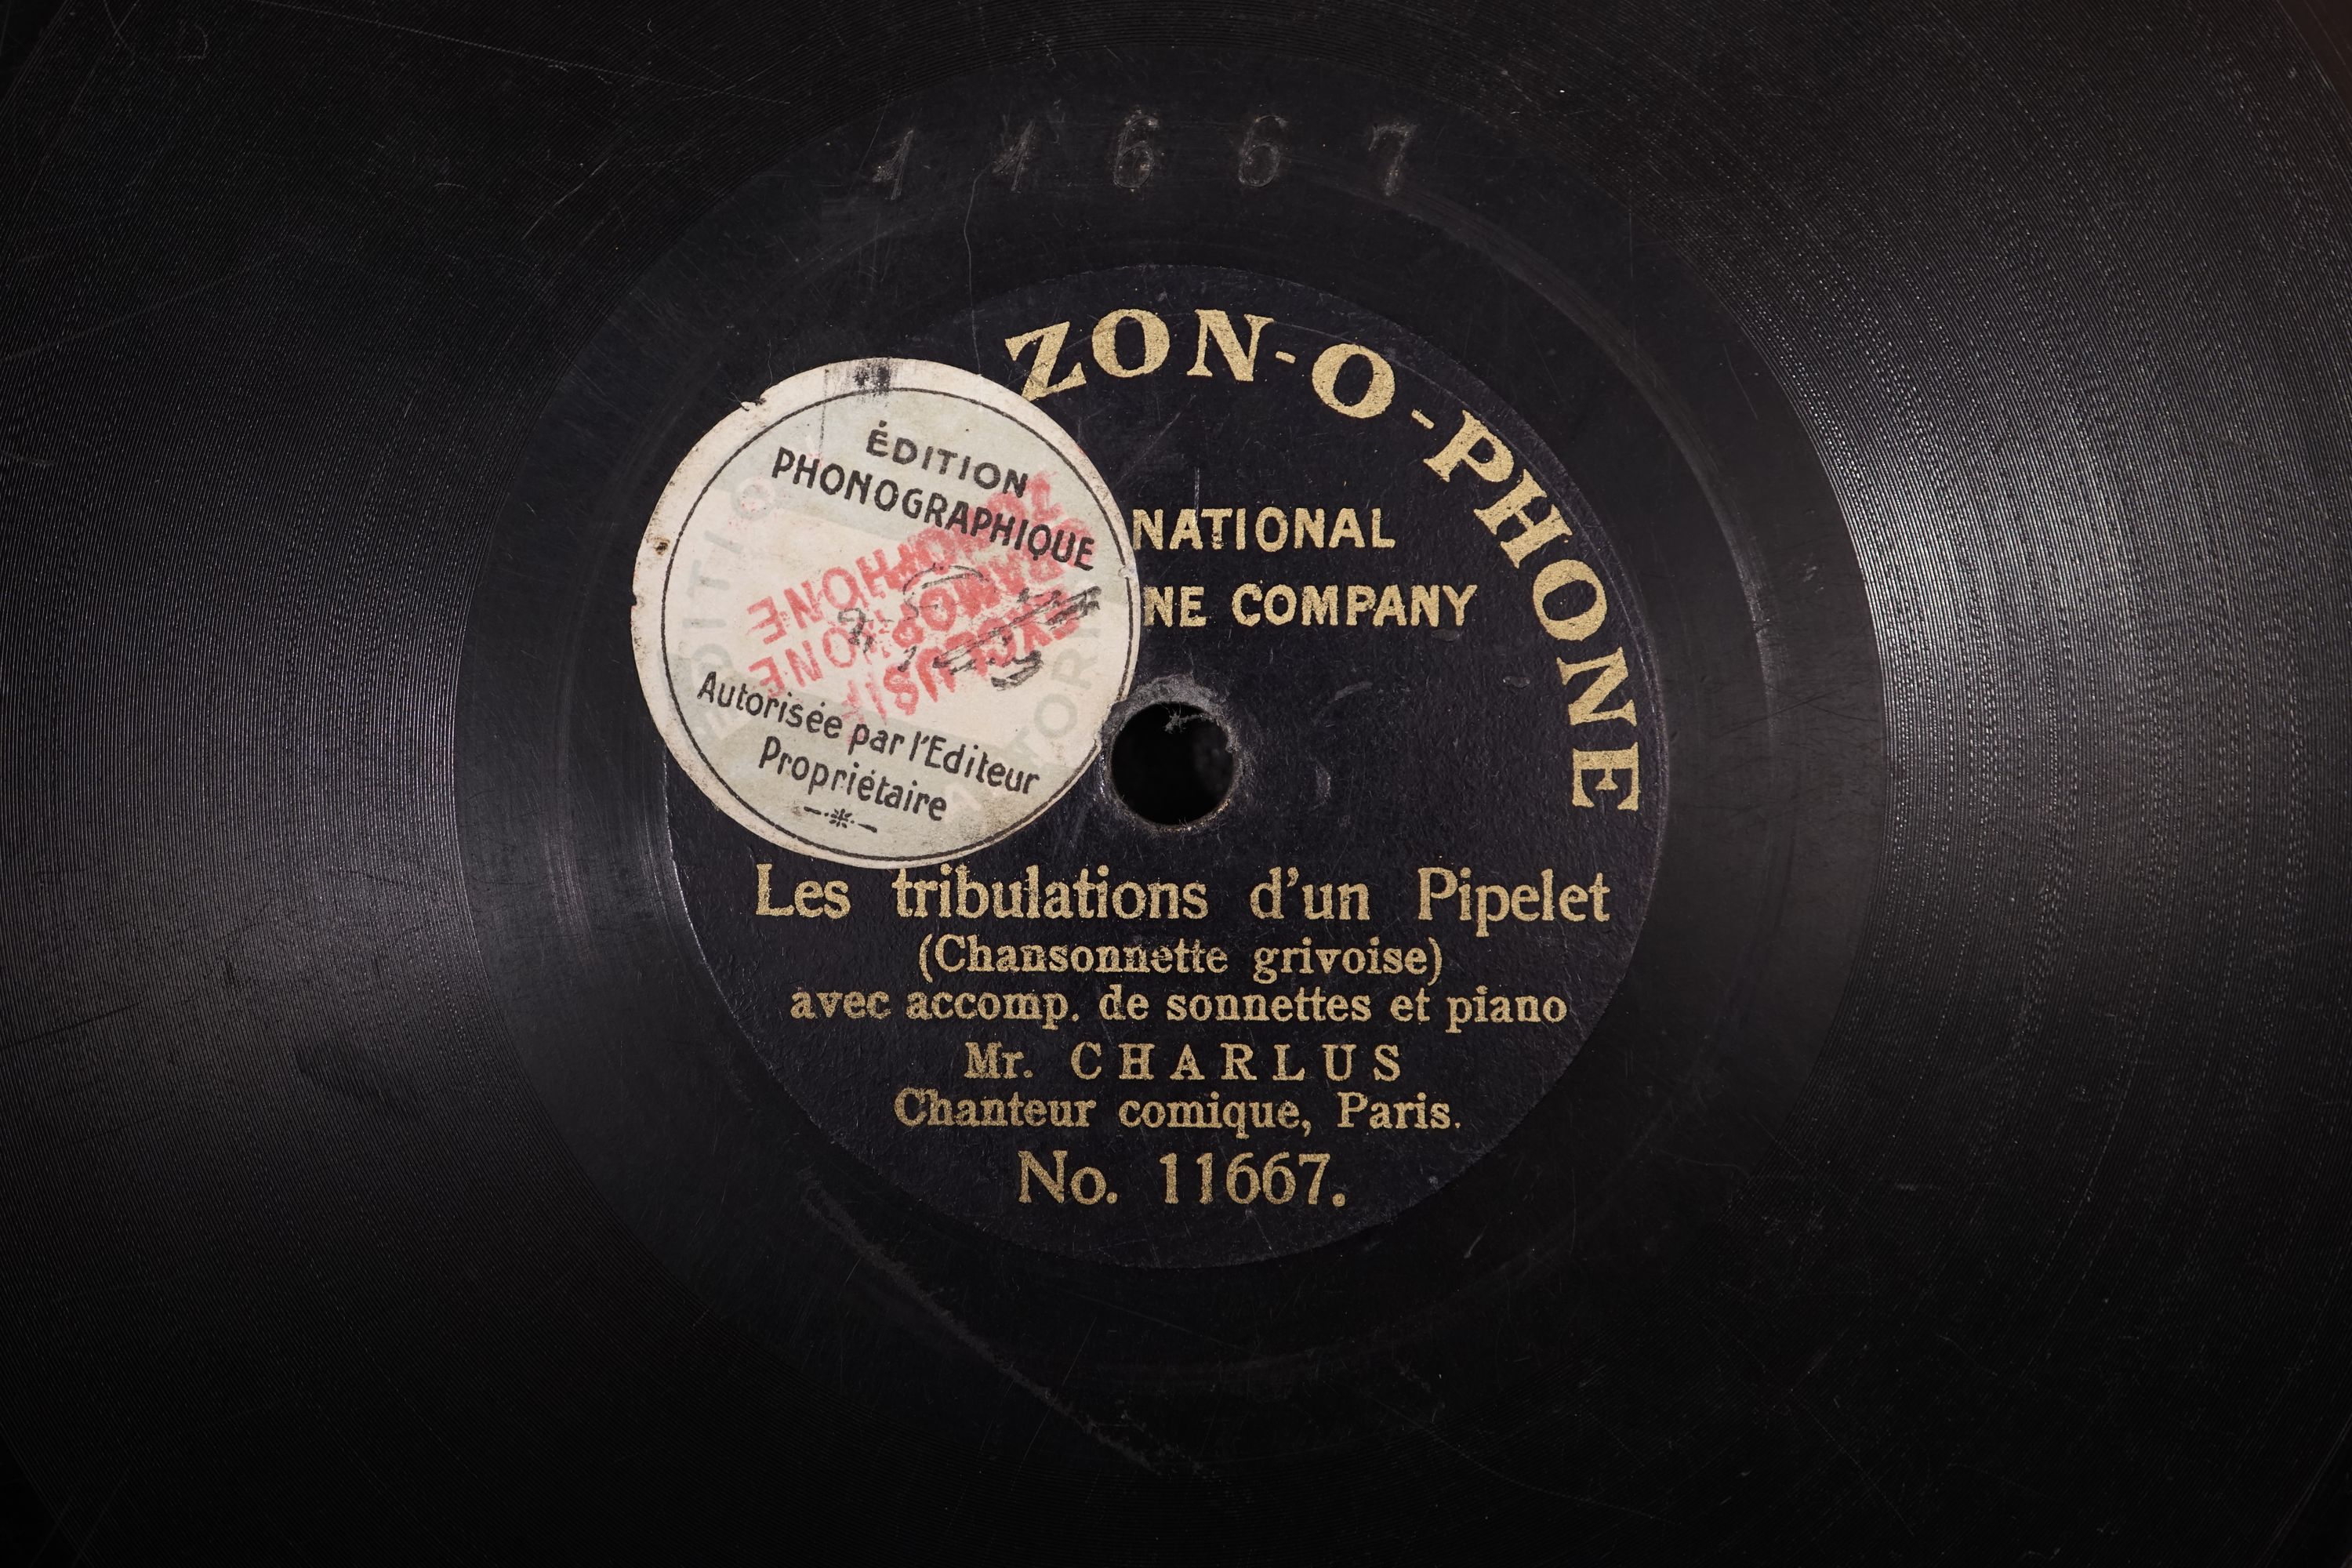 11667
ZON-O-PHONE
NATIONAL
NE COMPANY
ÉDITION
PHONOGRAPHIQUE
Autorisée par l'Editeur
Propriétaire
Les tribulations d'un Pipelet
(Chansonnette grivoise)
avec accomp. de sonnettes et piano
Mr. CHARLUS
Chanteur comique, Paris.
No. 11667.